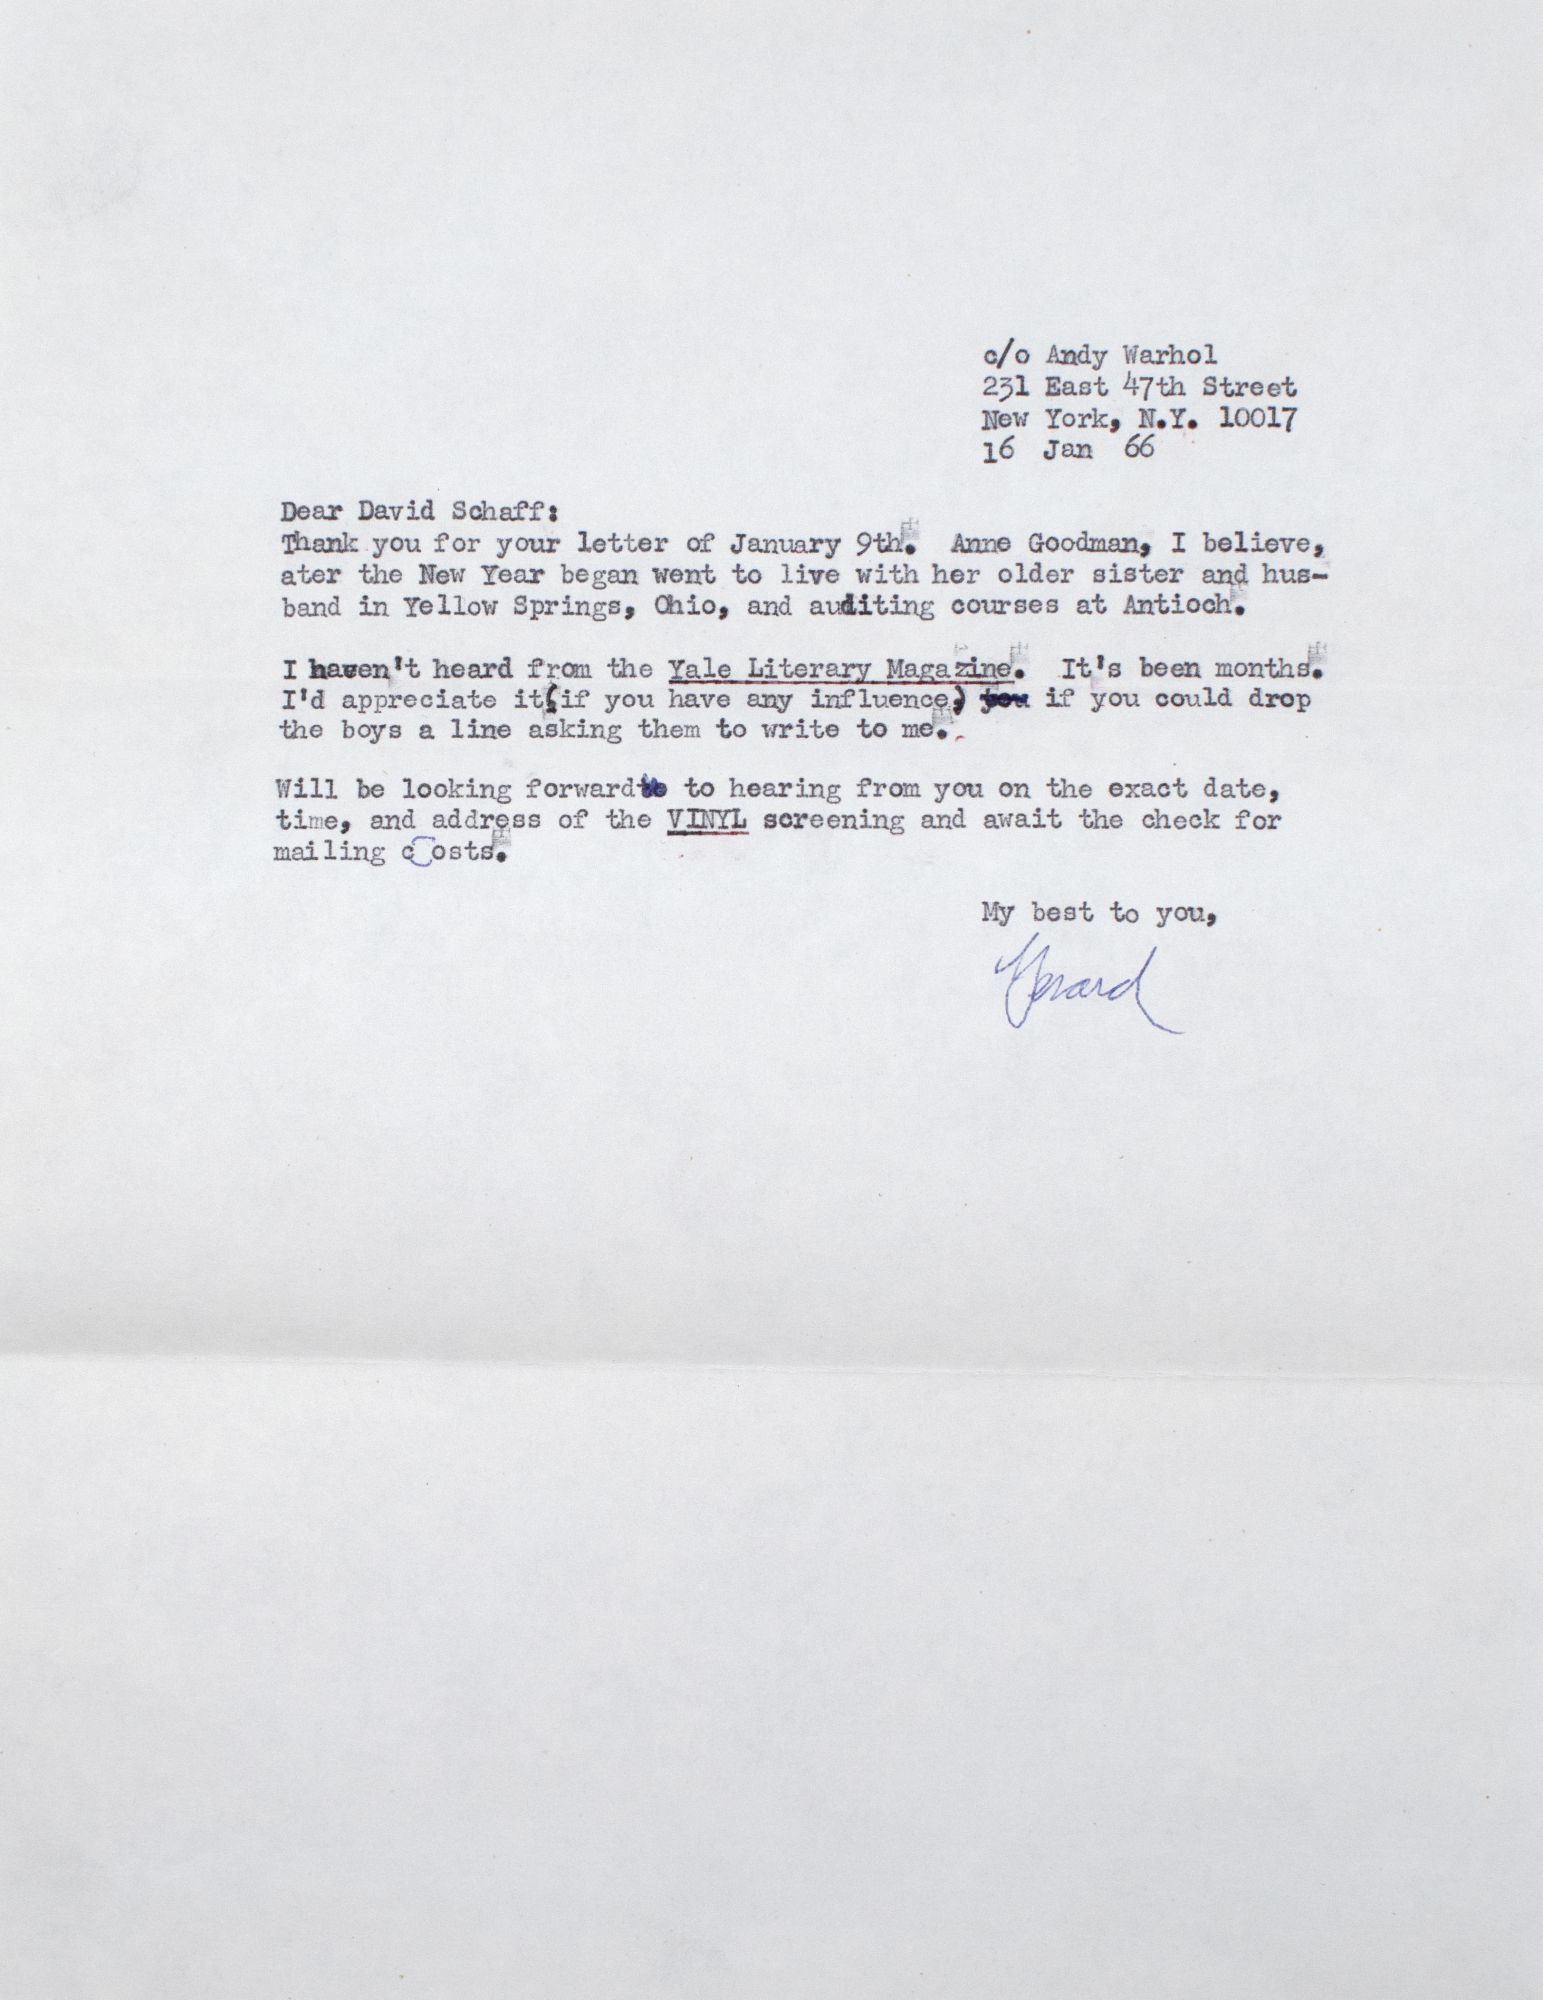 c/o Andy Warhol
231 East 47th Street
New York, N.Y. 10017
16 Jan 66
Dear David Schaff:
Thank you for your letter of January 9th. Anne Goodman, I believe,
ater the New Year began went to live with her older sister and hus-
band in Yellow Springs, Ohio, and auditing courses at Antioch.
I haven't heard from the Yale Literary Magazine. It's been months.
I'd appreciate it(if you have any influence) you if you could drop
the boys a line asking them to write to me.
Will be looking forward to hearing from you on the exact date,
time, and address of the VINYL screening and await the check for
mailing costs.
My best to you,
Gerard